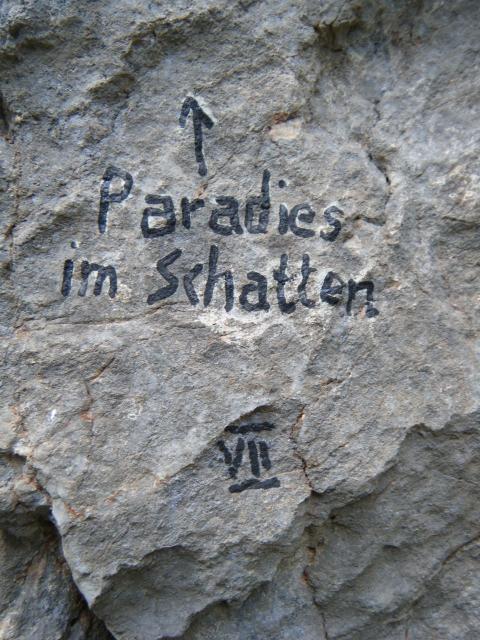 ↑
Paradies
im Schatten
VII